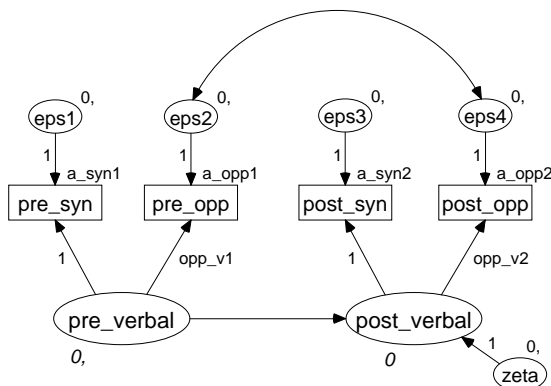 0, 0, 0, 0,
eps1 eps2 eps3 eps4
1 1 1 1
a_syn1 a_opp1 a_syn2 a_opp2
pre_syn pre_opp post_syn post_opp
1 opp_v1 1 opp_v2
pre_verbal post_verbal
0, 0 1 0,
zeta